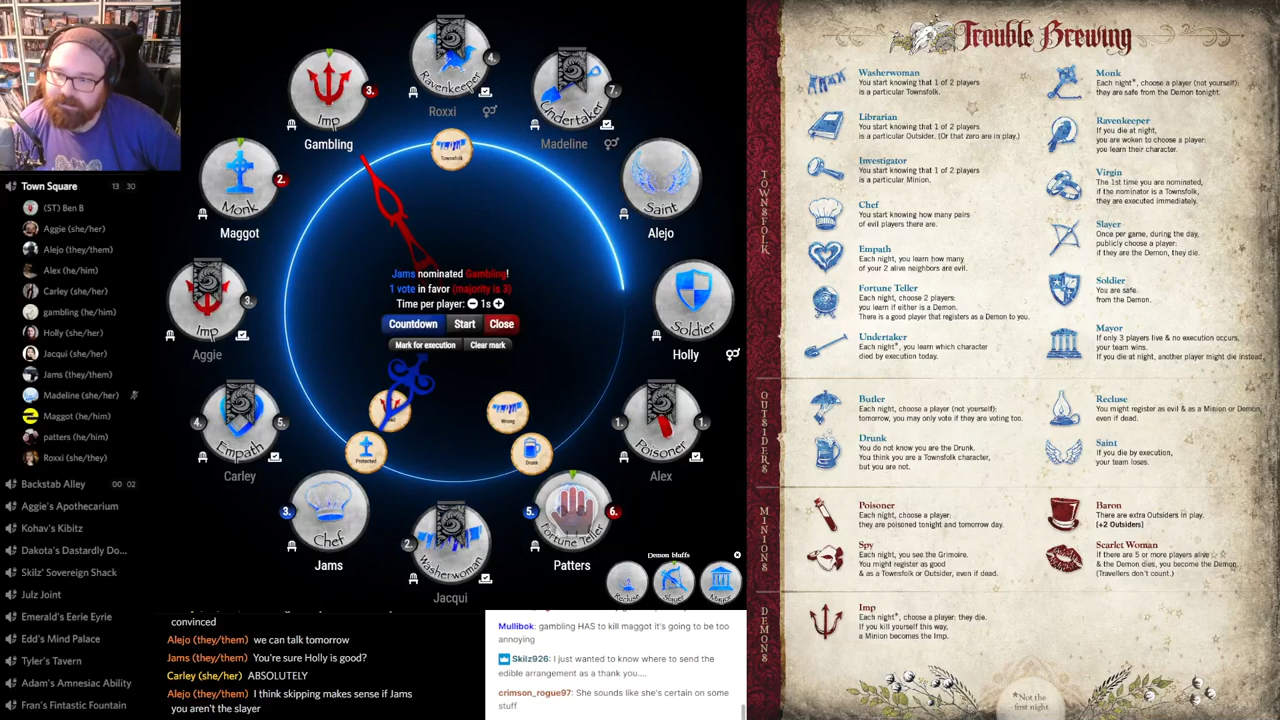 Town Square 13 30
(ST) Ben B
Aggie (she/her)
Alejo (they/them)
Alex (he/him)
Carley (she/her)
gambling (he/him)
Holly (she/her)
Jacqui (she/her)
Jams (they/them)
Madeline (she/her)
Maggot (he/him)
patters (he/him)
Roxxi (she/they)
Backstab Alley 00 02
Aggie's Apothecarium
Kohav's Kibitz
Dakota's Dastardly Do...
Skilz' Sovereign Shack
Julz Joint
Emerald's Eerie Eyrie
Edd's Mind Palace
Tyler's Tavern
Adam's Amnesiac Ability
Fran's Fintastic Fountain
Ravenkeeper
4.
Roxxi
Undertaker
7.
Madeline
Saint
Alejo
Soldier
Holly
Poisoner
1.
1.
Alex
Fortune Teller
5.
6.
Patters
Washerwoman
2.
Jacqui
Chef
3.
Jams
Empath
4.
5.
Carley
Imp
3.
Aggie
Monk
2.
Maggot
Imp
3.
Gambling
Townsfolk
Wrong
Drunk
Protected
Jams nominated Gambling!
1 vote in favor (majority is 3)
Time per player: 1s
Countdown Start Close
Mark for execution Clear mark
Demon bluffs
Recluse
Slayer
Mayor
convinced
Alejo (they/them) we can talk tomorrow
Jams (they/them) You're sure Holly is good?
Carley (she/her) ABSOLUTELY
Alejo (they/them) I think skipping makes sense if Jams
you aren't the slayer
Mullibok: gambling HAS to kill maggot it's going to be too
annoying
Skilz926: I just wanted to know where to send the
edible arrangement as a thank you....
crimson_rogue97: She sounds like she's certain on some
stuff
Trouble Brewing
TOWNSFOLK
Washerwoman
You start knowing that 1 of 2 players
is a particular Townsfolk.
Librarian
You start knowing that 1 of 2 players
is a particular Outsider. (Or that zero are in play.)
Investigator
You start knowing that 1 of 2 players
is a particular Minion.
Chef
You start knowing how many pairs
of evil players there are.
Empath
Each night, you learn how many
of your 2 alive neighbors are evil.
Fortune Teller
Each night, choose 2 players:
you learn if either is a Demon.
There is a good player that registers as a Demon to you.
Undertaker
Each night*, you learn which character
died by execution today.
Monk
Each night*, choose a player (not yourself):
they are safe from the Demon tonight.
Ravenkeeper
If you die at night,
you are woken to choose a player:
you learn their character.
Virgin
The 1st time you are nominated,
if the nominator is a Townsfolk,
they are executed immediately.
Slayer
Once per game, during the day,
publicly choose a player:
if they are the Demon, they die.
Soldier
You are safe
from the Demon.
Mayor
If only 3 players live & no execution occurs,
your team wins.
If you die at night, another player might die instead.
OUTSIDERS
Butler
Each night, choose a player (not yourself):
tomorrow, you may only vote if they are voting too.
Drunk
You do not know you are the Drunk.
You think you are a Townsfolk character,
but you are not.
Recluse
You might register as evil & as a Minion or Demon,
even if dead.
Saint
If you die by execution,
your team loses.
MINIONS
Poisoner
Each night, choose a player:
they are poisoned tonight and tomorrow day.
Spy
Each night, you see the Grimoire.
You might register as good
& as a Townsfolk or Outsider, even if dead.
Baron
There are extra Outsiders in play.
[+2 Outsiders]
Scarlet Woman
If there are 5 or more players alive
& the Demon dies, you become the Demon.
(Travellers don't count.)
DEMONS
Imp
Each night*, choose a player: they die.
If you kill yourself this way,
a Minion becomes the Imp.
*Not the
first night